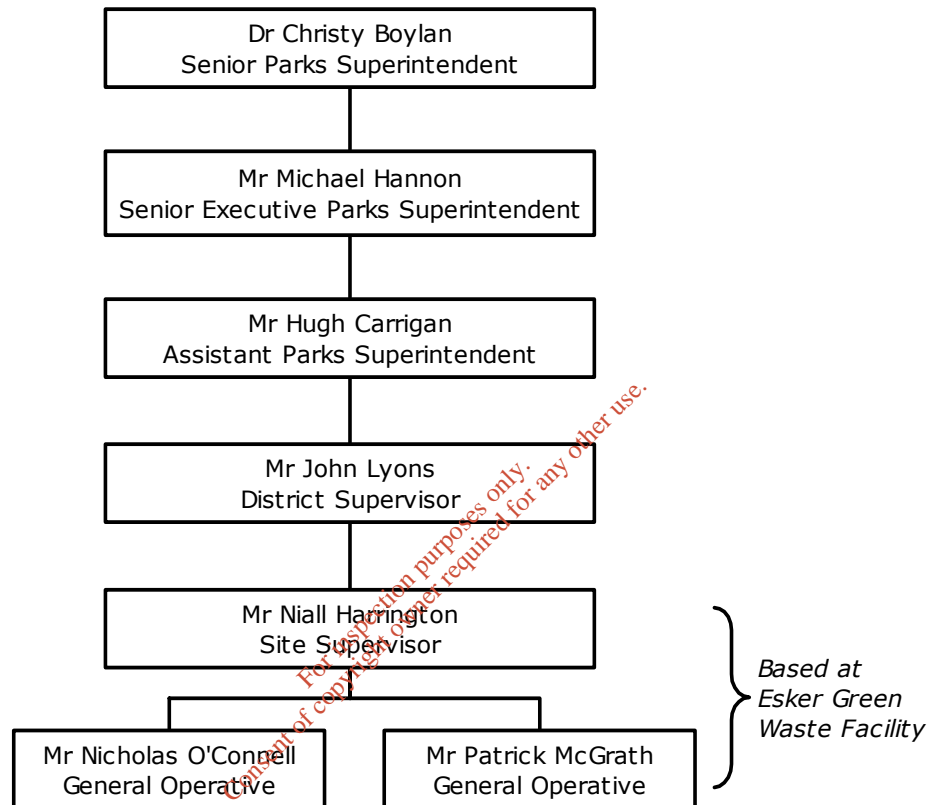 Dr Christy Boylan
Senior Parks Superintendent
Mr Michael Hannon
Senior Executive Parks Superintendent
Mr Hugh Carrigan
Assistant Parks Superintendent
Mr John Lyons
District Supervisor
Mr Niall Harrington
Site Supervisor
Based at
Esker Green
Waste Facility
Mr Nicholas O'Connell
General Operative
Mr Patrick McGrath
General Operative
For inspection purposes only.
Consent of copyright owner required for any other use.